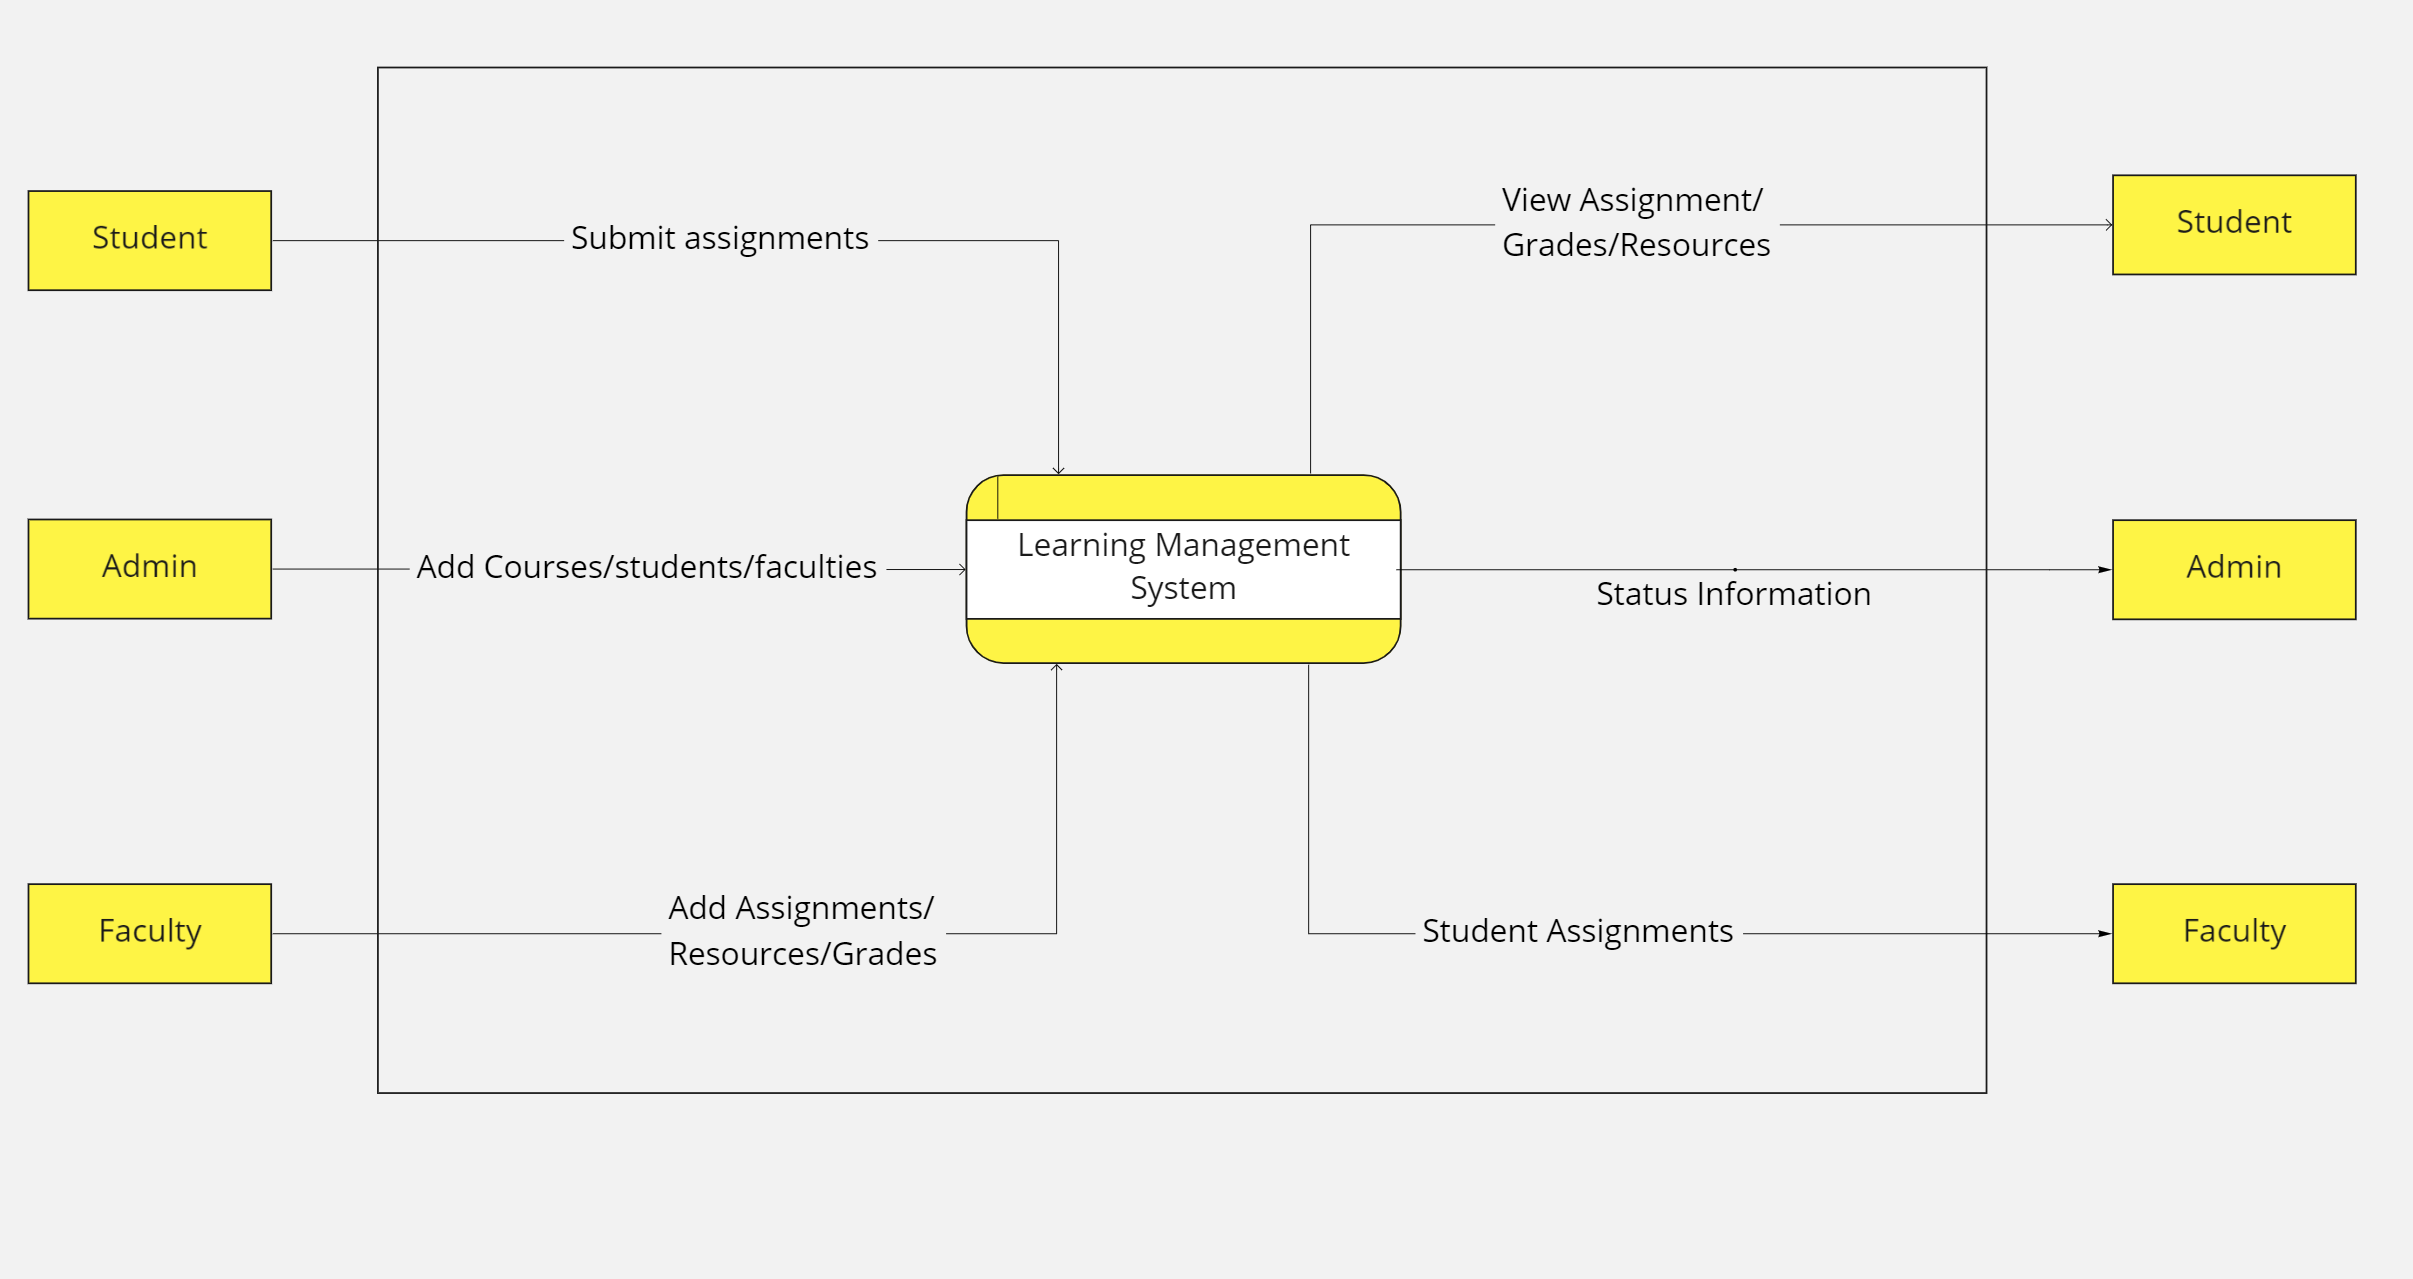 Student
Submit assignments
View Assignment/
Grades/Resources
Student
Admin
Add Courses/students/faculties
Learning Management
System
Status Information
Admin
Faculty
Add Assignments/
Resources/Grades
Student Assignments
Faculty